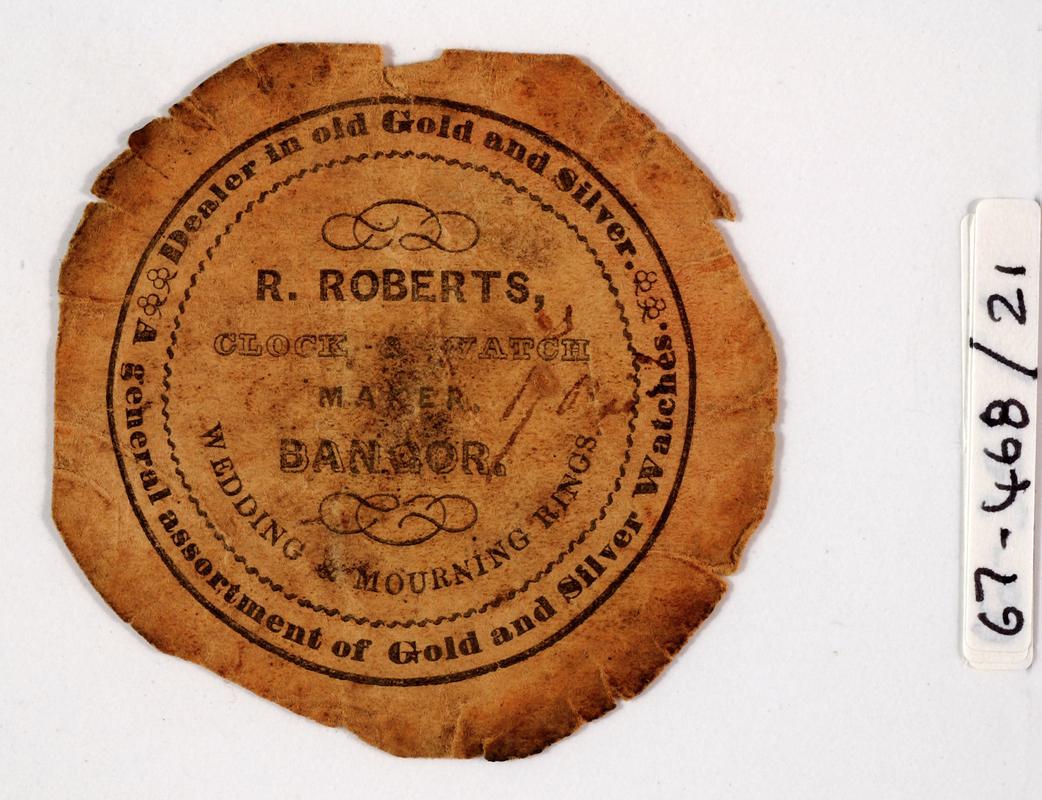 Dealer in old Gold and Silver.
R. ROBERTS,
CLOCK & WATCH
MAKER,
BANGOR.
WEDDING & MOURNING RINGS
A general assortment of Gold and Silver Watches.
67-468/21